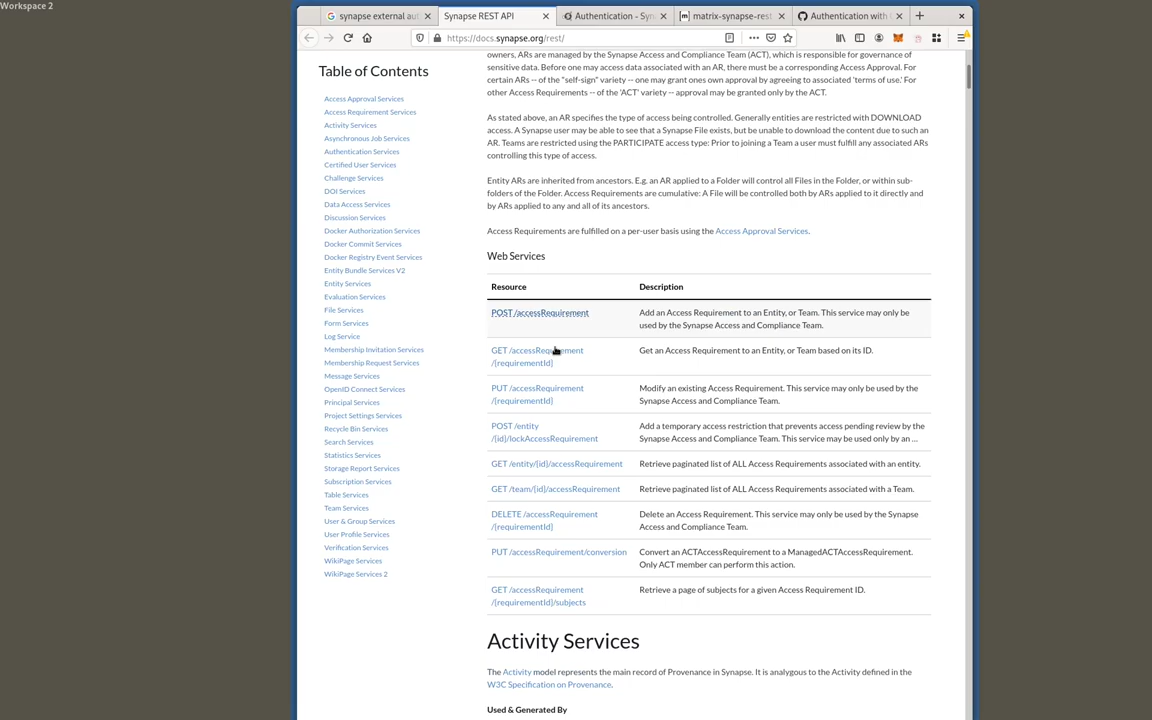 Workspace 2
synapse external aut
Synapse REST API
Authentication - Syn
matrix-synapse-rest
Authentication with
https://docs.synapse.org/rest/
Table of Contents
Access Approval Services
Access Requirement Services
Activity Services
Asynchronous Job Services
Authentication Services
Certified User Services
Challenge Services
DOI Services
Data Access Services
Discussion Services
Docker Authorization Services
Docker Commit Services
Docker Registry Event Services
Entity Bundle Services V2
Entity Services
Evaluation Services
File Services
Form Services
Log Service
Membership Invitation Services
Membership Request Services
Message Services
OpenID Connect Services
Principal Services
Project Settings Services
Recycle Bin Services
Search Services
Statistics Services
Storage Report Services
Subscription Services
Table Services
Team Services
User & Group Services
User Profile Services
Verification Services
WikiPage Services
WikiPage Services 2
owners, ARs are managed by the Synapse Access and Compliance Team (ACT), which is responsible for governance of
sensitive data. Before one may access data associated with an AR, there must be a corresponding Access Approval. For
certain ARs -- of the "self-sign" variety -- one may grant ones own approval by agreeing to associated 'terms of use.' For
other Access Requirements -- of the 'ACT' variety -- approval may be granted only by the ACT.
As stated above, an AR specifies the type of access being controlled. Generally entities are restricted with DOWNLOAD
access. A Synapse user may be able to see that a Synapse File exists, but be unable to download the content due to such an
AR. Teams are restricted using the PARTICIPATE access type: Prior to joining a Team a user must fulfill any associated ARs
controlling this type of access.
Entity ARs are inherited from ancestors. E.g. an AR applied to a Folder will control all Files in the Folder, or within sub-
folders of the Folder. Access Requirements are cumulative: A File will be controlled both by ARs applied to it directly and
by ARs applied to any and all of its ancestors.
Access Requirements are fulfilled on a per-user basis using the Access Approval Services.
Web Services
Resource Description
POST /accessRequirement Add an Access Requirement to an Entity, or Team. This service may only be
used by the Synapse Access and Compliance Team.
GET /accessRequirement Get an Access Requirement to an Entity, or Team based on its ID.
/{requirementId}
PUT /accessRequirement Modify an existing Access Requirement. This service may only be used by the
/{requirementId} Synapse Access and Compliance Team.
POST /entity Add a temporary access restriction that prevents access pending review by the
/{id}/lockAccessRequirement Synapse Access and Compliance Team. This service may be used only by an ...
GET /entity/{id}/accessRequirement Retrieve paginated list of ALL Access Requirements associated with an entity.
GET /team/{id}/accessRequirement Retrieve paginated list of ALL Access Requirements associated with a Team.
DELETE /accessRequirement Delete an Access Requirement. This service may only be used by the Synapse
/{requirementId} Access and Compliance Team.
PUT /accessRequirement/conversion Convert an ACTAccessRequirement to a ManagedACTAccessRequirement.
Only ACT member can perform this action.
GET /accessRequirement Retrieve a page of subjects for a given Access Requirement ID.
/{requirementId}/subjects
Activity Services
The Activity model represents the main record of Provenance in Synapse. It is analygous to the Activity defined in the
W3C Specification on Provenance.
Used & Generated By